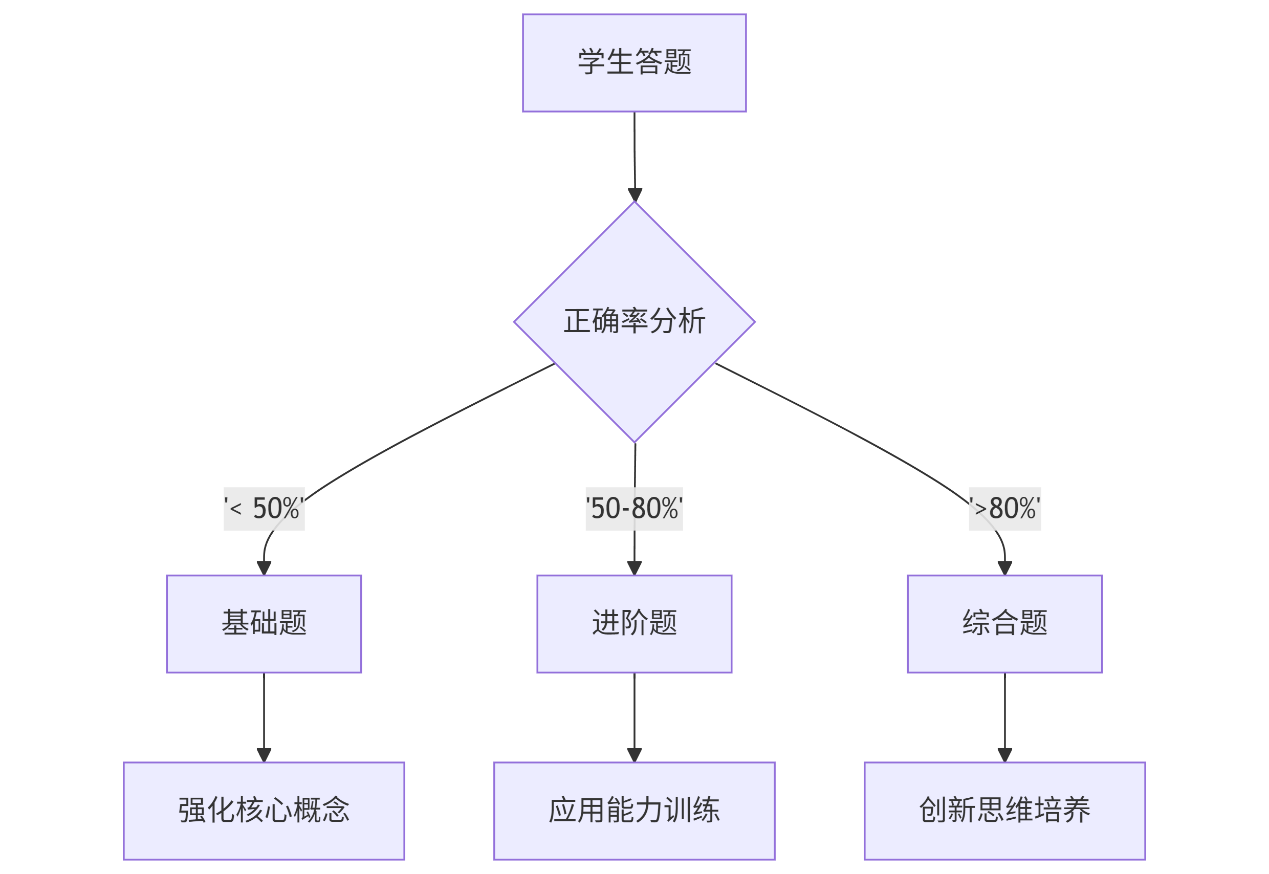 学生答题
正确率分析
'< 50%'
'50-80%'
'>80%'
基础题
进阶题
综合题
强化核心概念
应用能力训练
创新思维培养